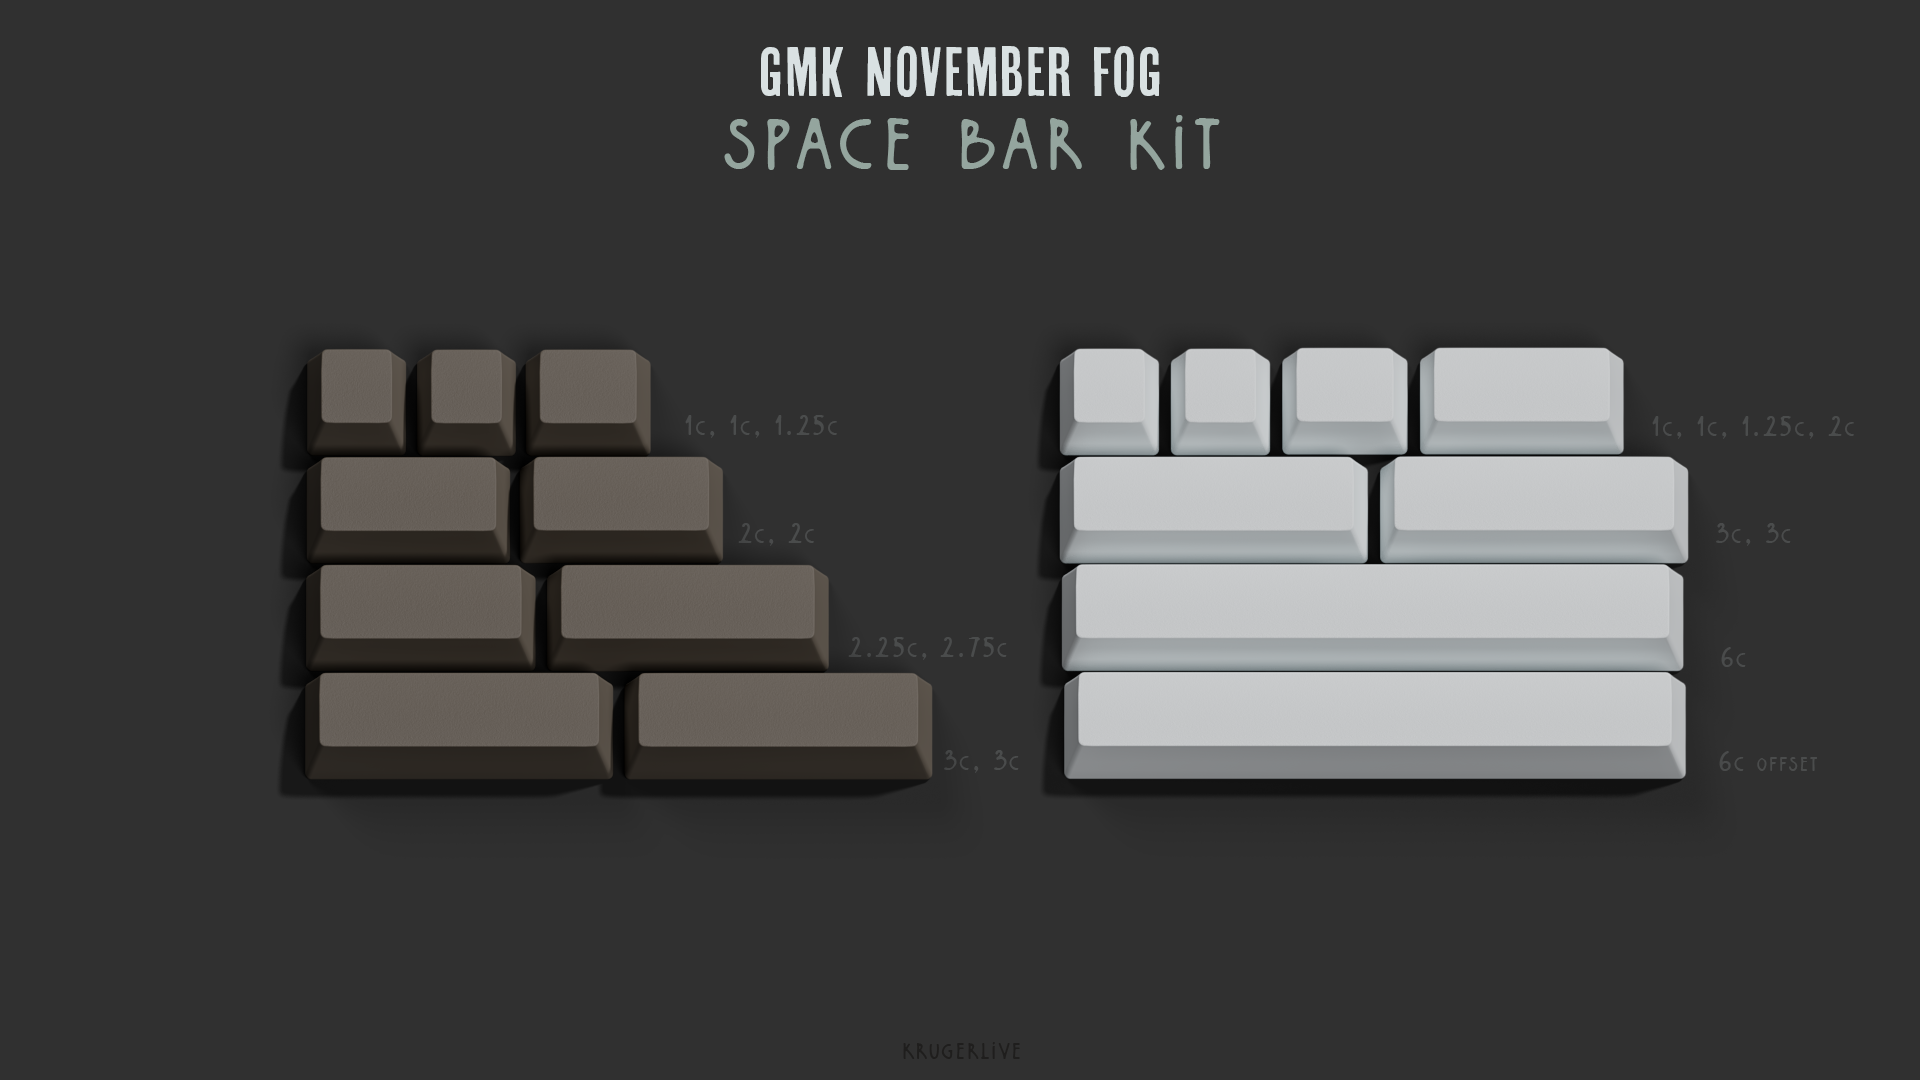 GMK NOVEMBER FOG
SPACE BAR KiT
1c, 1c, 1.25c
2c, 2c
2.25c, 2.75c
3c, 3c
1c, 1c, 1.25c, 2c
3c, 3c
6c
6c OFFSET
KRUGERLiVE